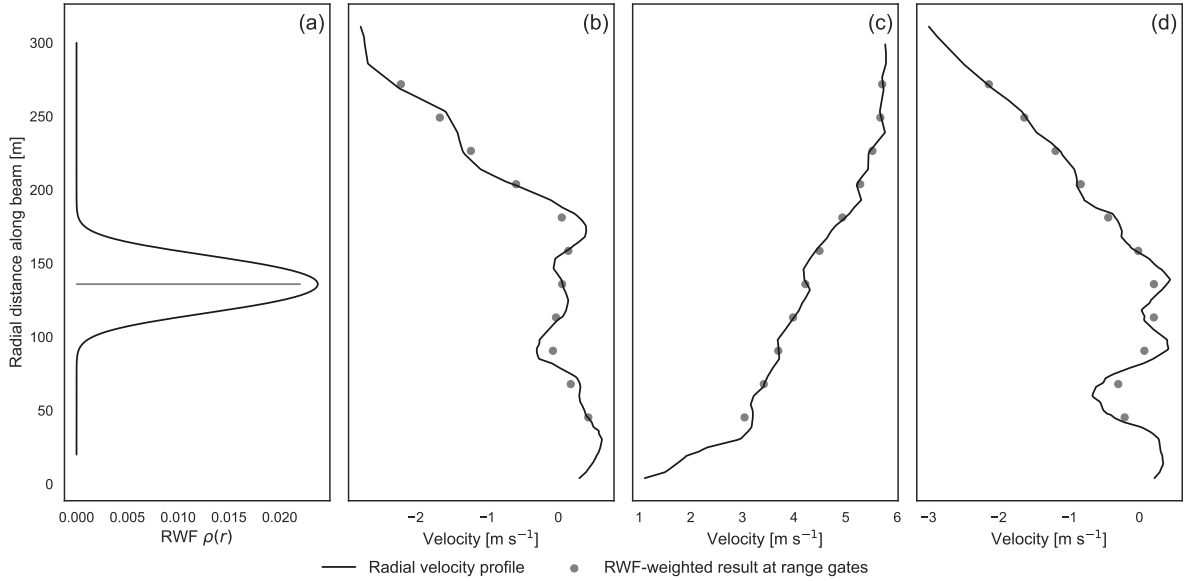 (a)
(b)
(c)
(d)
Radial distance along beam [m]
300
250
200
150
100
50
0
0.000 0.005 0.010 0.015 0.020
−2 −1 0
1 2 3 4 5 6
−3 −2 −1 0
RWF ρ(r)
Velocity [m s⁻¹]
Velocity [m s⁻¹]
Velocity [m s⁻¹]
Radial velocity profile
RWF-weighted result at range gates